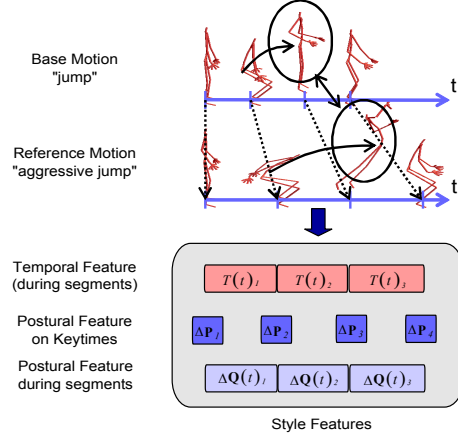 Base Motion
"jump"
t
Reference Motion
"aggressive jump"
t
Temporal Feature
(during segments)
T(t)₁ T(t)₂ T(t)₃
Postural Feature
on Keytimes
ΔP₁ ΔP₂ ΔP₃ ΔP₄
Postural Feature
during segments
ΔQ(t)₁ ΔQ(t)₂ ΔQ(t)₃
Style Features